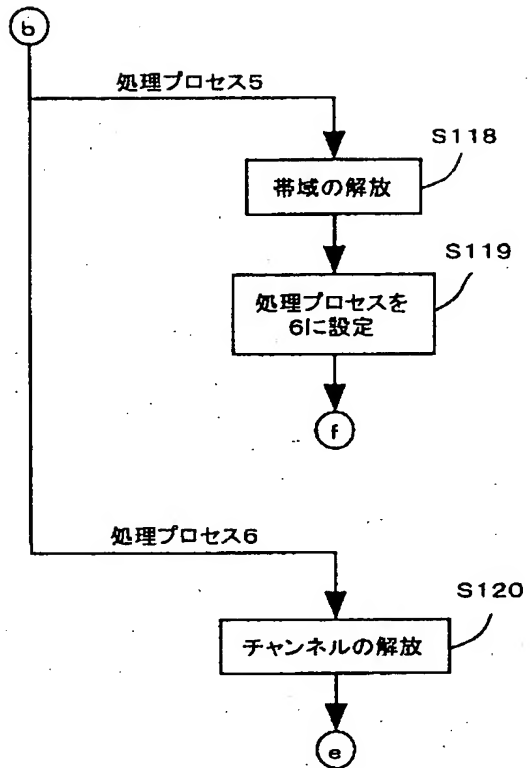 b
処理プロセス5
S118
帯域の解放
S119
処理プロセスを
6に設定
f
処理プロセス6
S120
チャンネルの解放
e